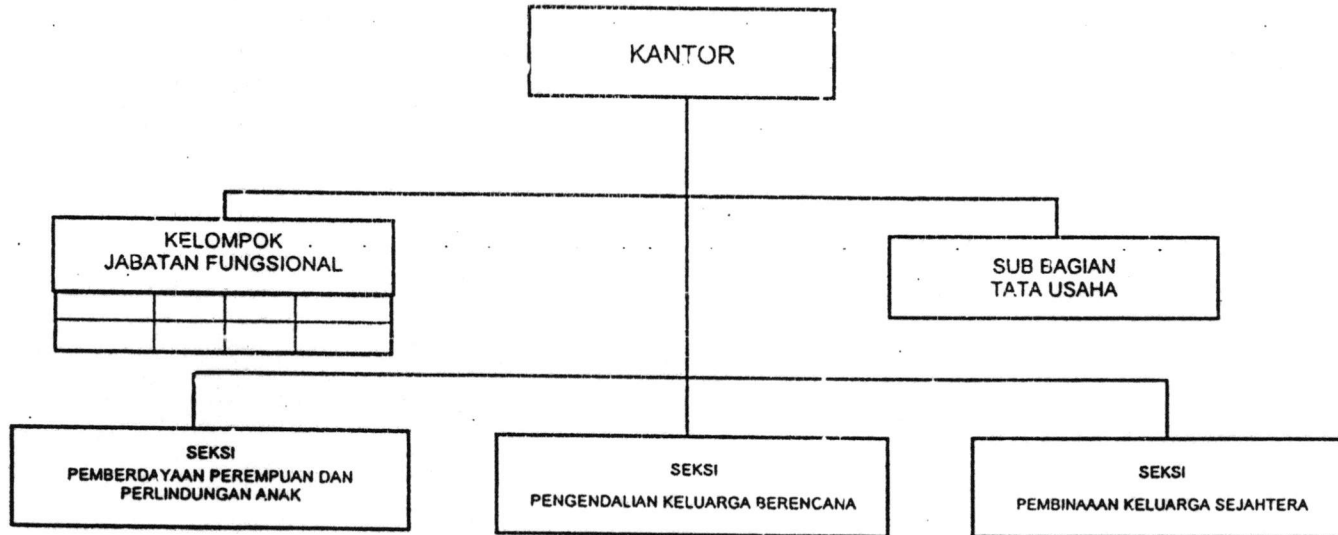 KANTOR
KELOMPOK
JABATAN FUNGSIONAL
SUB BAGIAN
TATA USAHA
SEKSI
PEMBERDAYAAN PEREMPUAN DAN
PERLINDUNGAN ANAK
SEKSI
PENGENDALIAN KELUARGA BERENCANA
SEKSI
PEMBINAAAN KELUARGA SEJAHTERA